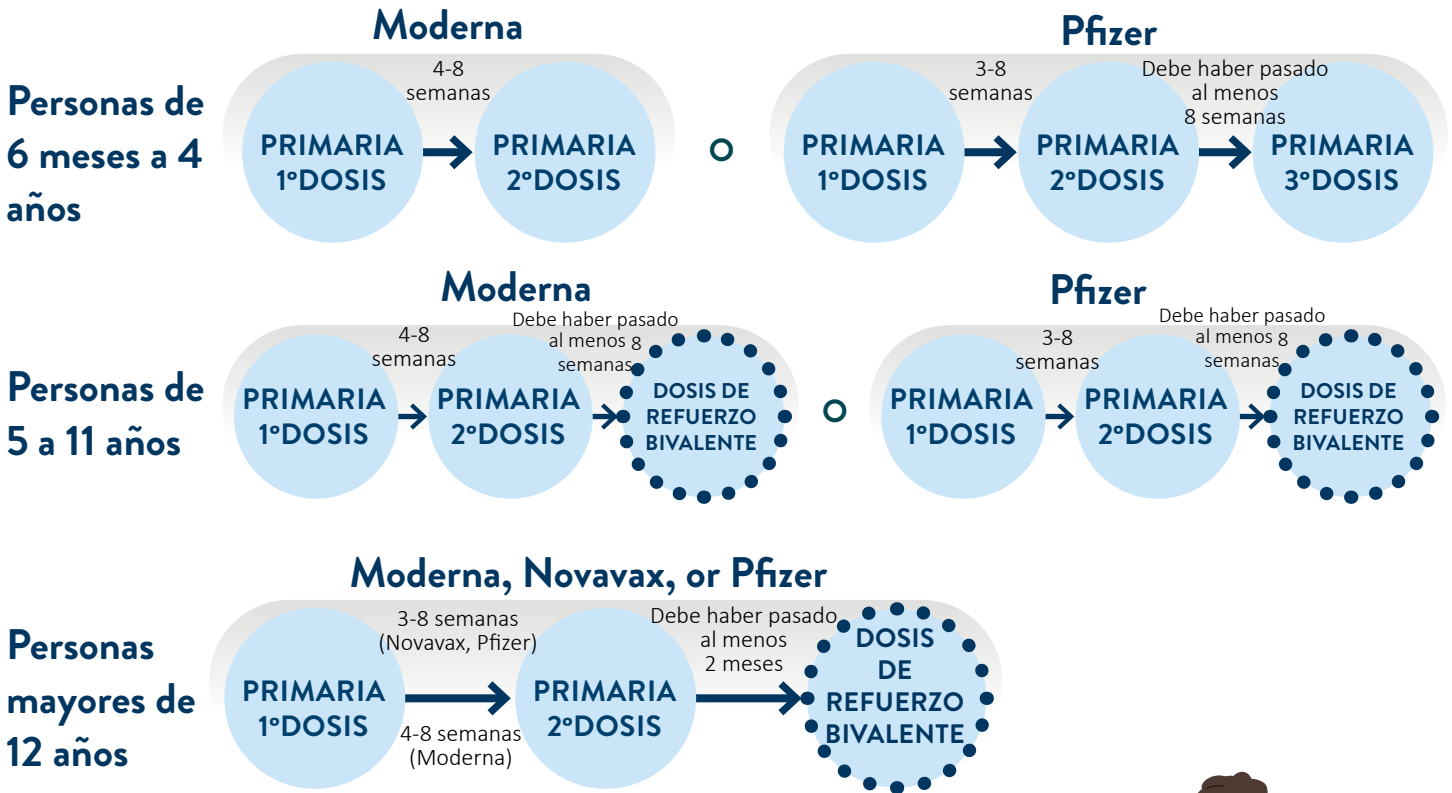 Moderna
Pfizer
Personas de
6 meses a 4
años
PRIMARIA
1ºDOSIS
4-8
semanas
PRIMARIA
2ºDOSIS
O
PRIMARIA
1ºDOSIS
3-8
semanas
PRIMARIA
2ºDOSIS
Debe haber pasado
al menos
8 semanas
PRIMARIA
3ºDOSIS
Moderna
Pfizer
Personas de
5 a 11 años
PRIMARIA
1ºDOSIS
4-8
semanas
PRIMARIA
2ºDOSIS
Debe haber pasado
al menos 8
semanas
DOSIS DE
REFUERZO
BIVALENTE
O
PRIMARIA
1ºDOSIS
3-8
semanas
PRIMARIA
2ºDOSIS
Debe haber pasado
al menos 8
semanas
DOSIS DE
REFUERZO
BIVALENTE
Moderna, Novavax, or Pfizer
Personas
mayores de
12 años
PRIMARIA
1ºDOSIS
3-8 semanas
(Novavax, Pfizer)
4-8 semanas
(Moderna)
PRIMARIA
2ºDOSIS
Debe haber pasado
al menos
2 meses
DOSIS
DE
REFUERZO
BIVALENTE